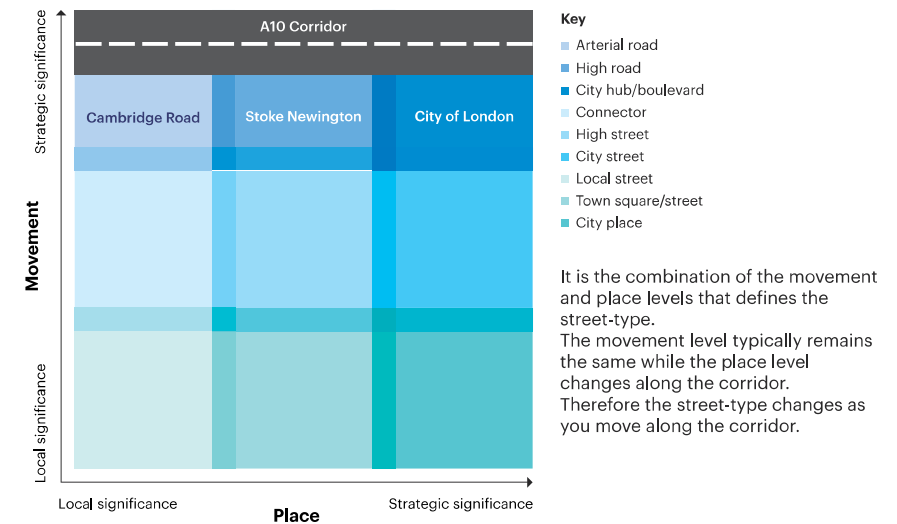 A10 Corridor
Cambridge Road
Stoke Newington
City of London
Strategic significance
Movement
Local significance
Local significance
Place
Strategic significance
Key
Arterial road
High road
City hub/boulevard
Connector
High street
City street
Local street
Town square/street
City place
It is the combination of the movement
and place levels that defines the
street-type.
The movement level typically remains
the same while the place level
changes along the corridor.
Therefore the street-type changes as
you move along the corridor.